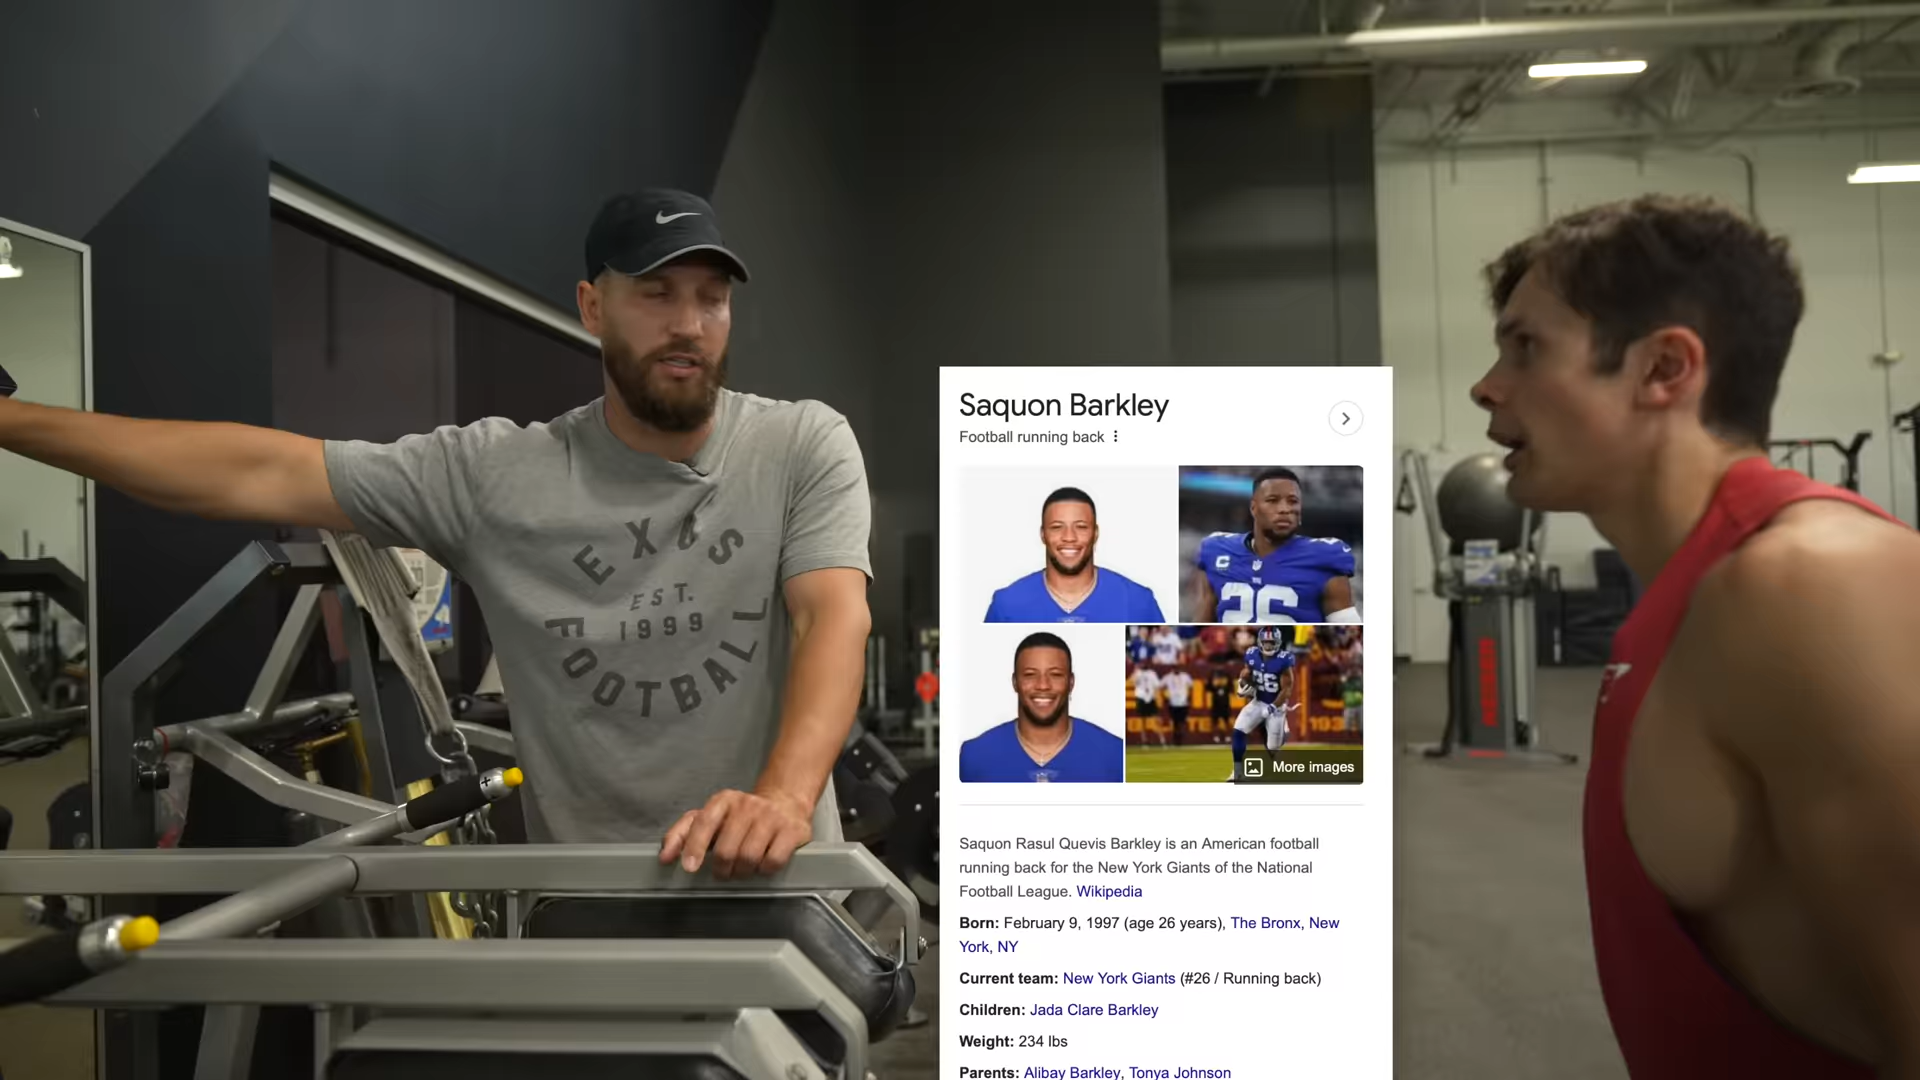 EXOS
EST.
1999
FOOTBALL
Saquon Barkley
Football running back
26
26
More images
Saquon Rasul Quevis Barkley is an American football
running back for the New York Giants of the National
Football League. Wikipedia
Born: February 9, 1997 (age 26 years), The Bronx, New
York, NY
Current team: New York Giants (#26 / Running back)
Children: Jada Clare Barkley
Weight: 234 lbs
Parents: Alibay Barkley, Tonya Johnson